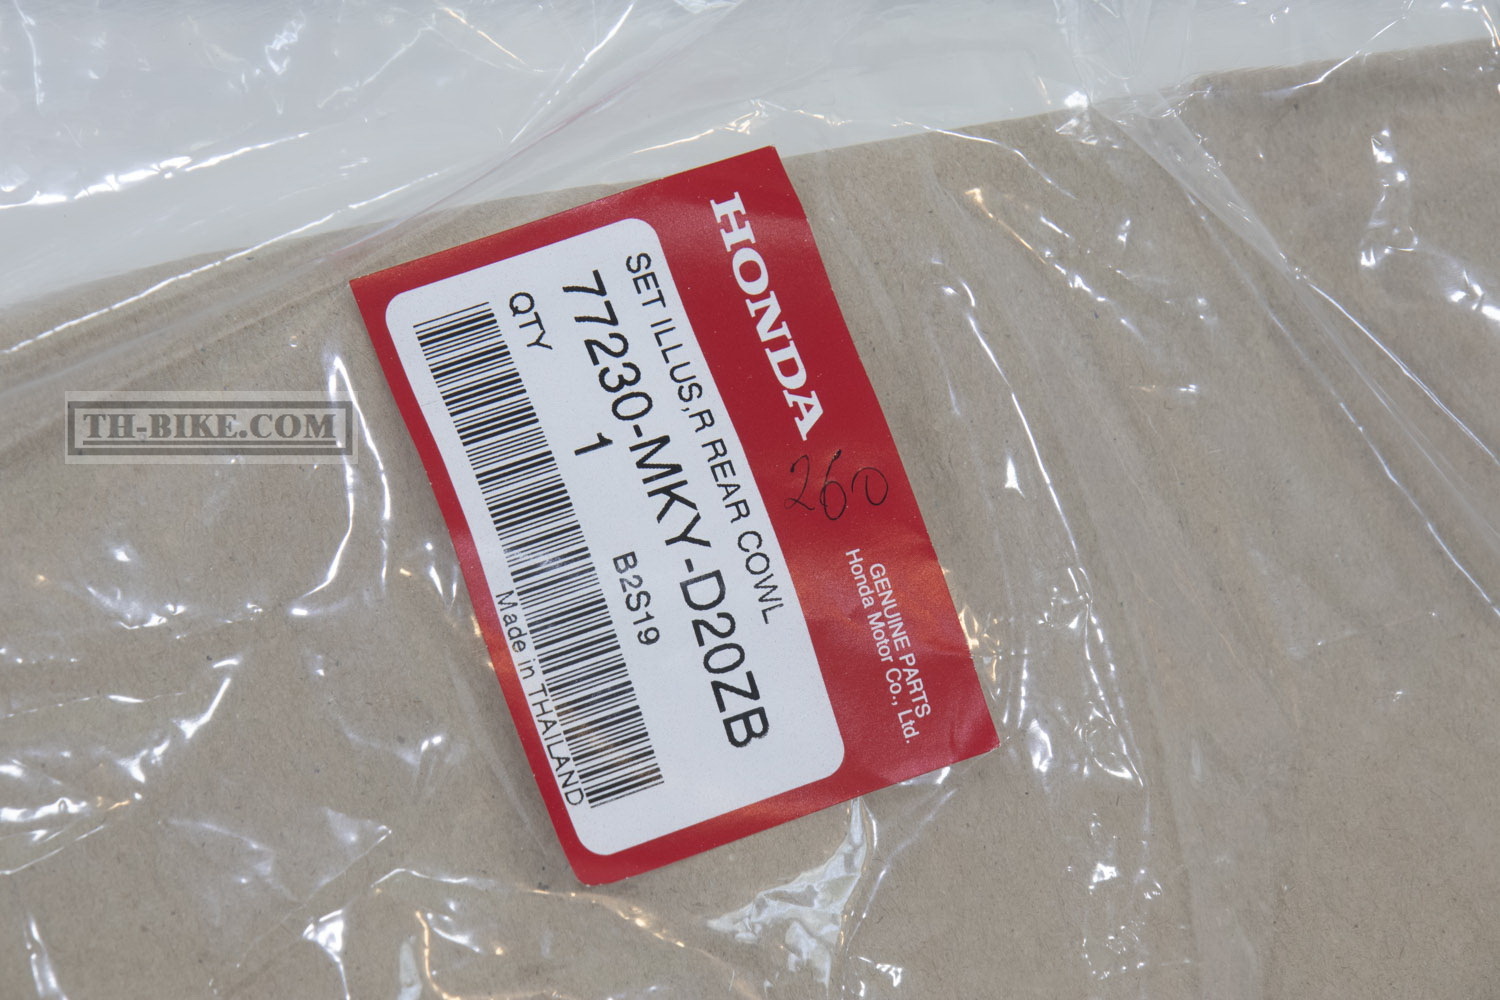 HONDA
260
GENUINE PARTS
Honda Motor Co., Ltd.
SET ILLUS,R REAR COWL
77230-MKY-D20ZB
QTY 1 B2S19
Made in THAILAND
TH-BIKE.COM